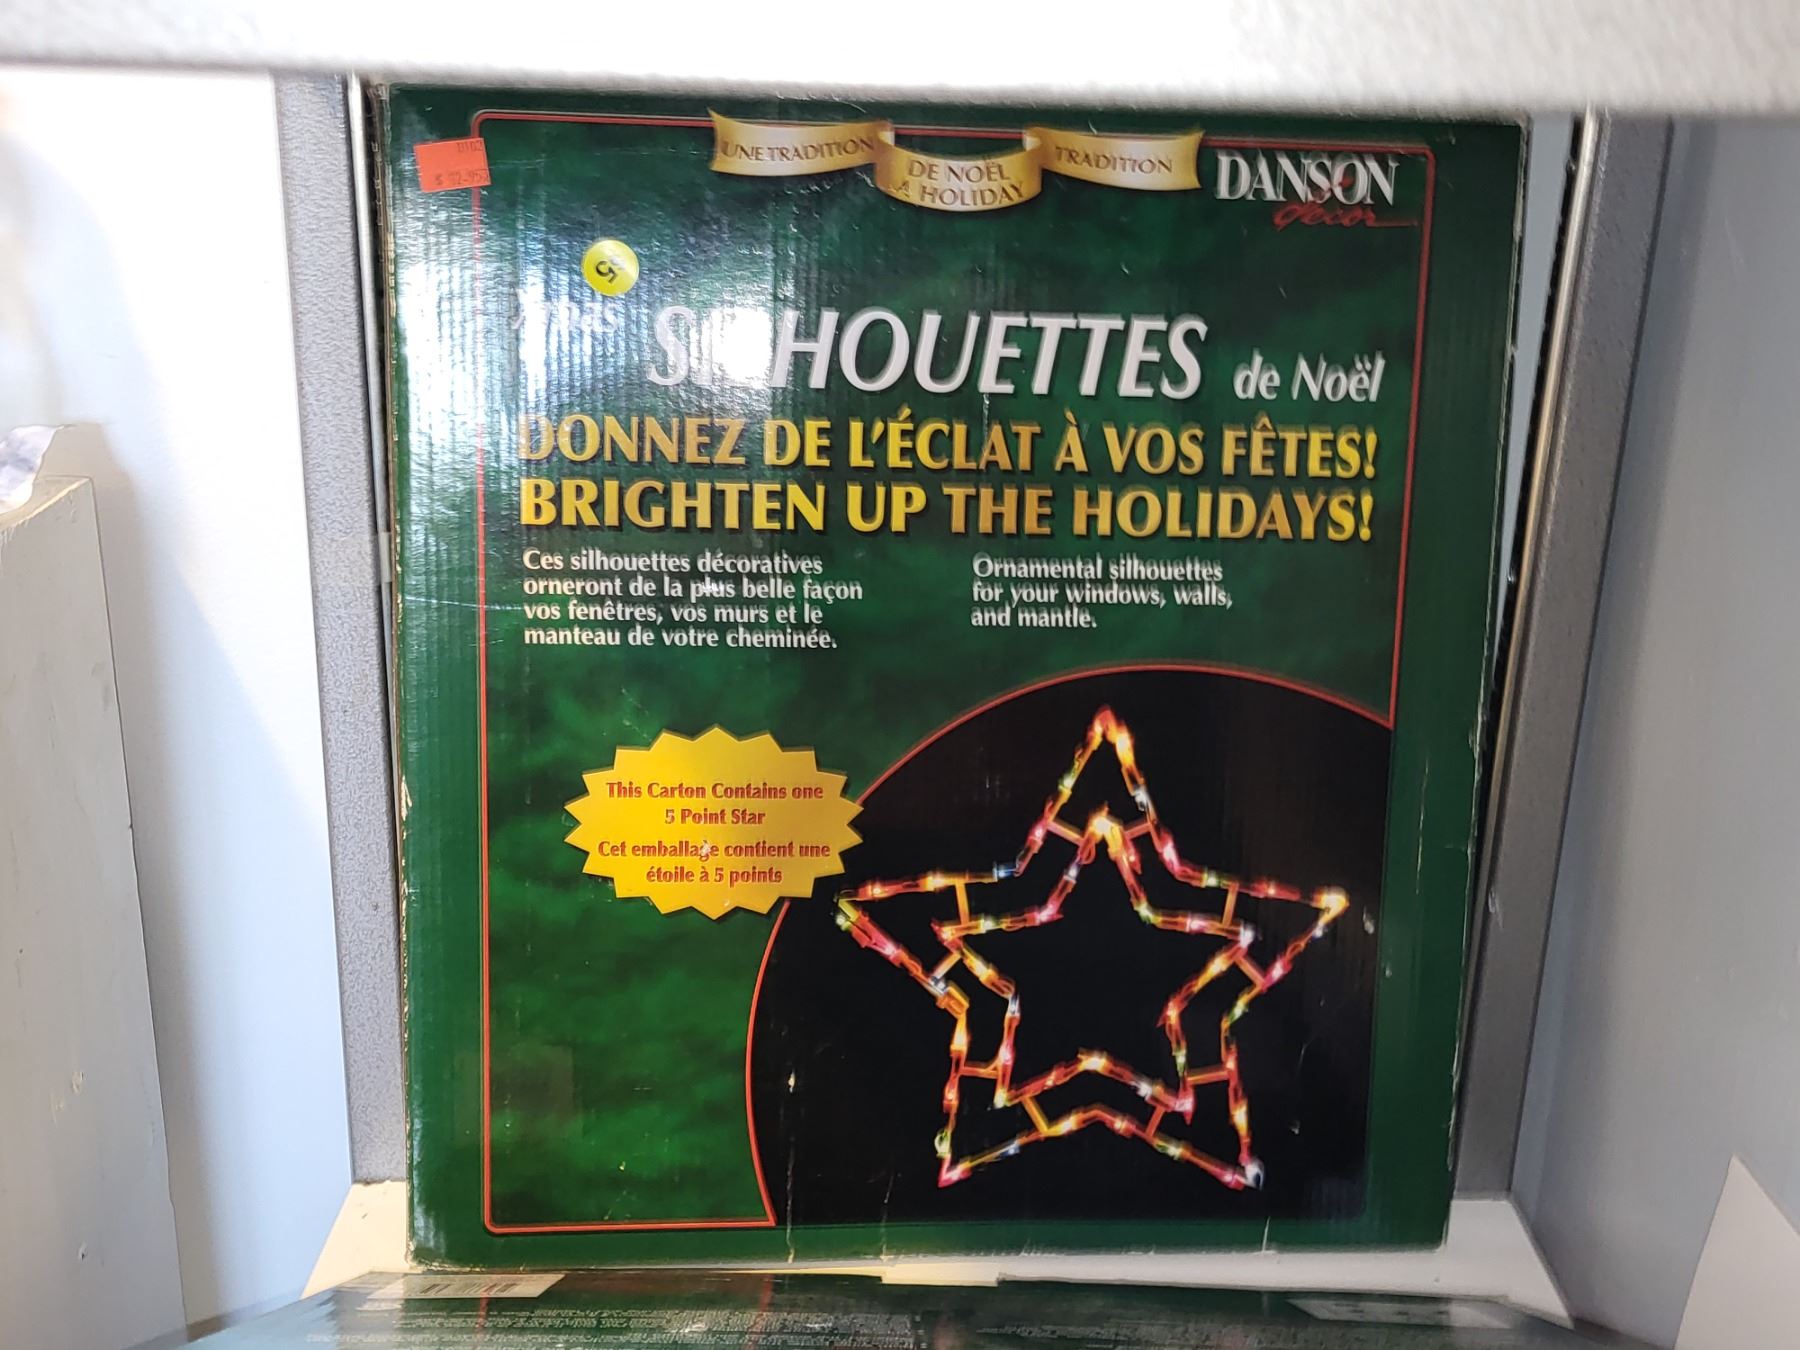 UNE TRADITION
DE NOËL
A HOLIDAY
TRADITION
DANSON
décor
$5
Xmas SILHOUETTES de Noël
DONNEZ DE L'ÉCLAT À VOS FÊTES!
BRIGHTEN UP THE HOLIDAYS!
Ces silhouettes décoratives
orneront de la plus belle façon
vos fenêtres, vos murs et le
manteau de votre cheminée.
Ornamental silhouettes
for your windows, walls,
and mantle.
This Carton Contains one
5 Point Star
Cet emballage contient une
étoile à 5 points